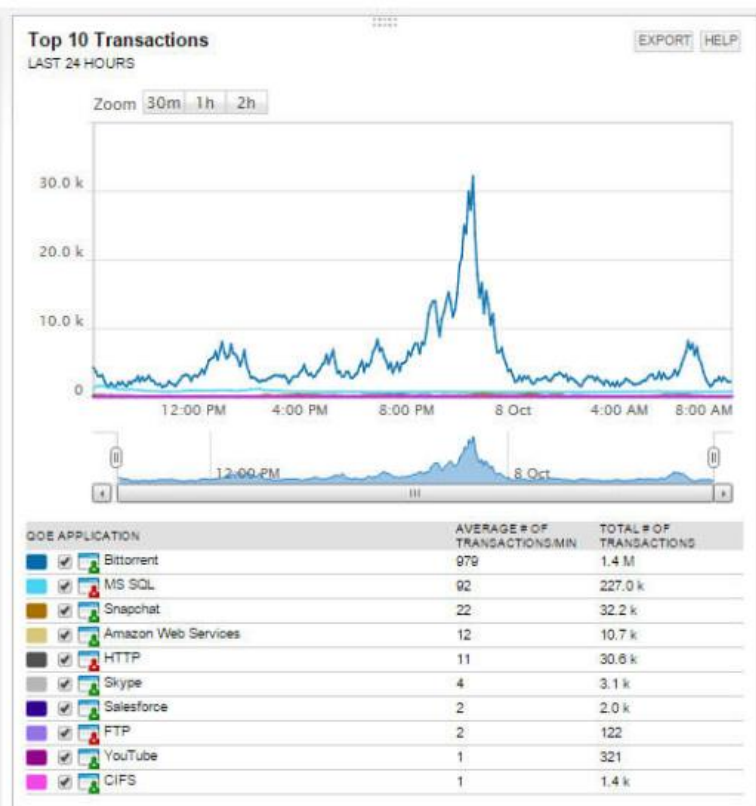 Top 10 Transactions
EXPORT HELP
LAST 24 HOURS
Zoom 30m 1h 2h
30.0 k
20.0 k
10.0 k
0
12:00 PM 4:00 PM 8:00 PM 8 Oct 4:00 AM 8:00 AM
12:00 PM 8 Oct
QOE APPLICATION AVERAGE # OF TRANSACTIONS/MIN TOTAL # OF TRANSACTIONS
Bittorrent 979 1.4 M
MS SQL 92 227.0 k
Snapchat 22 32.2 k
Amazon Web Services 12 10.7 k
HTTP 11 30.6 k
Skype 4 3.1 k
Salesforce 2 2.0 k
FTP 2 122
YouTube 1 321
CIFS 1 1.4 k